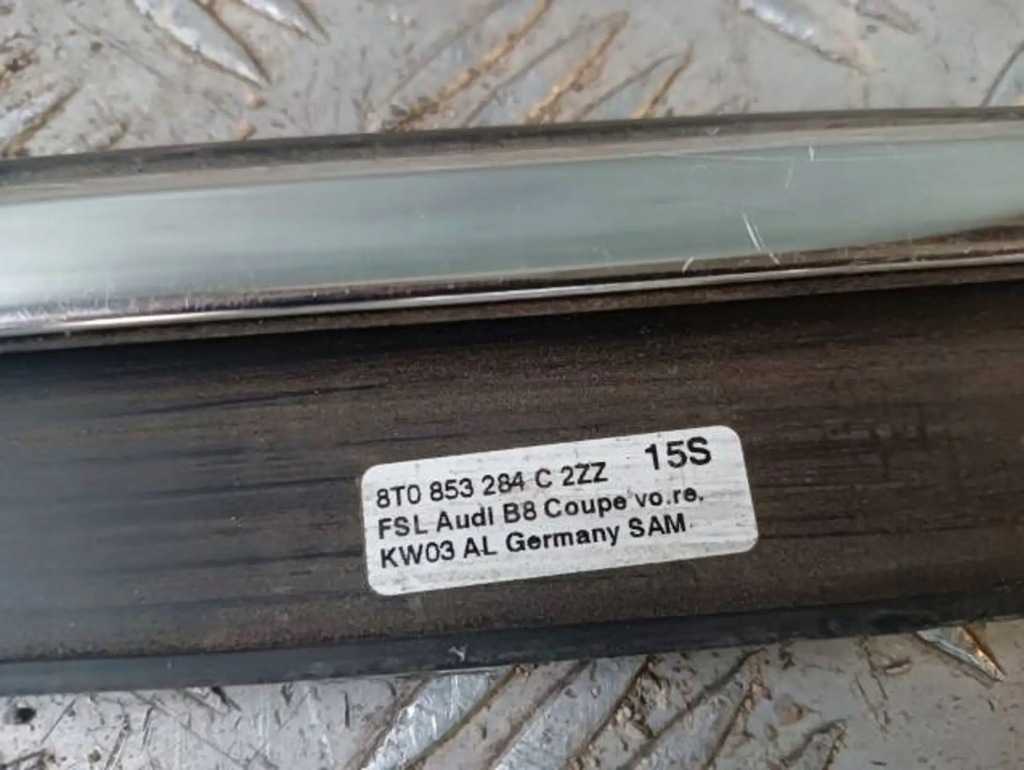 8T0 853 284 C 2ZZ 15S
FSL Audi B8 Coupe vo.re.
KW03 AL Germany SAM